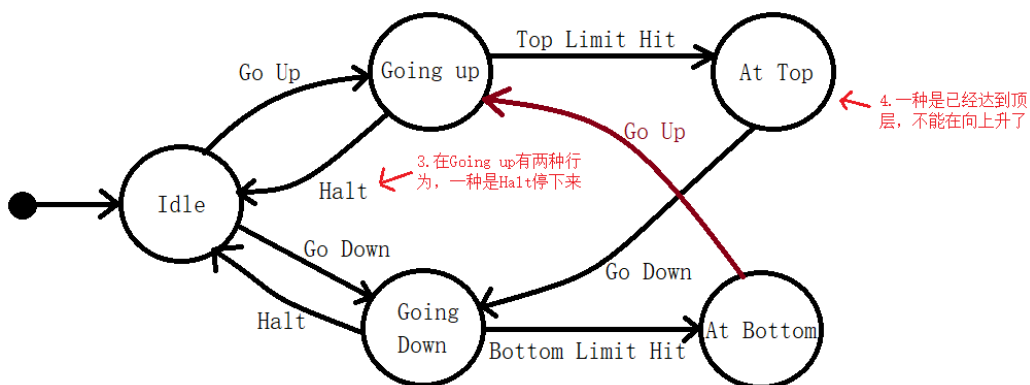 Top Limit Hit
Go Up
Going up
At Top
4.一种是已经达到顶
层，不能在向上升了
Go Up
3.在Going up有两种行
为，一种是Halt停下来
Halt
Idle
Go Down
Go Down
Halt
Going
Down
At Bottom
Bottom Limit Hit